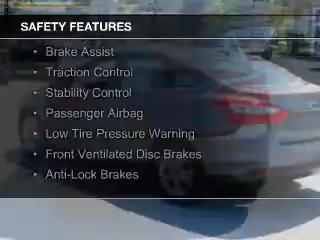 SAFETY FEATURES
• Brake Assist
• Traction Control
• Stability Control
• Passenger Airbag
• Low Tire Pressure Warning
• Front Ventilated Disc Brakes
• Anti-Lock Brakes